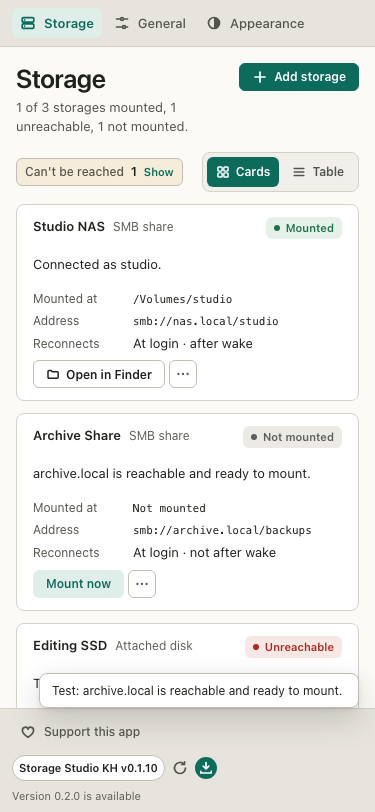 Storage General Appearance
Storage
Add storage
1 of 3 storages mounted, 1
unreachable, 1 not mounted.
Can't be reached 1 Show
Cards Table
Studio NAS SMB share Mounted
Connected as studio.
Mounted at /Volumes/studio
Address smb://nas.local/studio
Reconnects At login · after wake
Open in Finder ···
Archive Share SMB share Not mounted
archive.local is reachable and ready to mount.
Mounted at Not mounted
Address smb://archive.local/backups
Reconnects At login · not after wake
Mount now ···
Editing SSD Attached disk Unreachable
Test: archive.local is reachable and ready to mount.
Support this app
Storage Studio KH v0.1.10
Version 0.2.0 is available